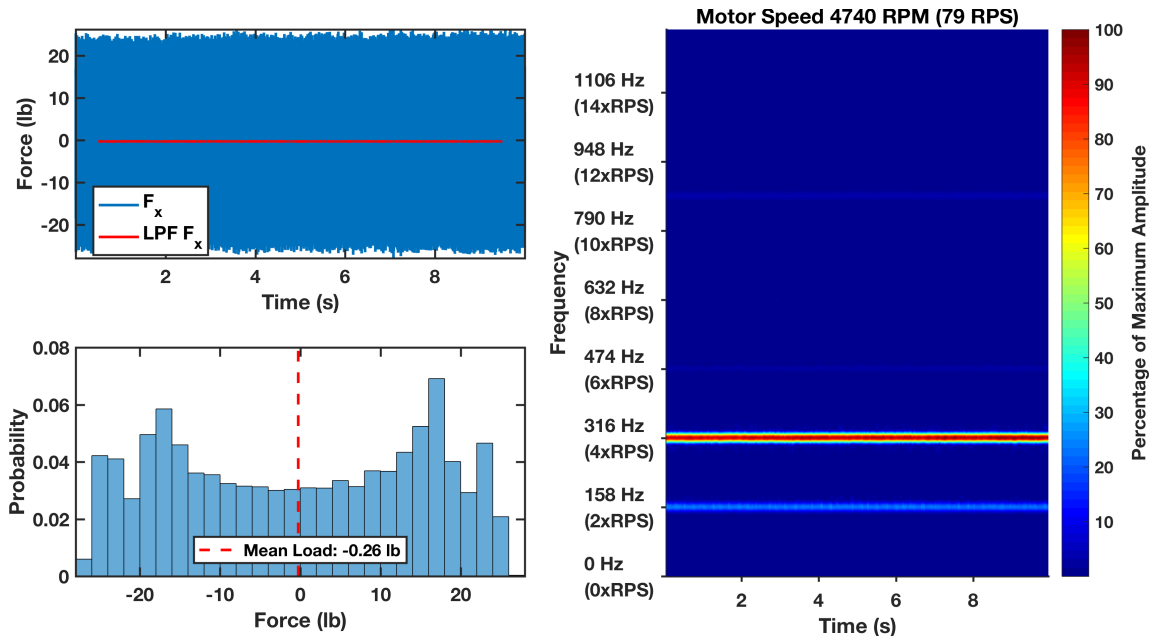 20
10
0
-10
-20
Force (lb)
F x
LPF F x
2
4
6
8
Time (s)
0.08
0.06
0.04
0.02
0
Probability
Mean Load: -0.26 lb
-20
-10
0
10
20
Force (lb)
Motor Speed 4740 RPM (79 RPS)
Frequency
1106 Hz
(14xRPS)
948 Hz
(12xRPS)
790 Hz
(10xRPS)
632 Hz
(8xRPS)
474 Hz
(6xRPS)
316 Hz
(4xRPS)
158 Hz
(2xRPS)
0 Hz
(0xRPS)
2
4
6
8
Time (s)
100
90
80
70
60
50
40
30
20
10
Percentage of Maximum Amplitude